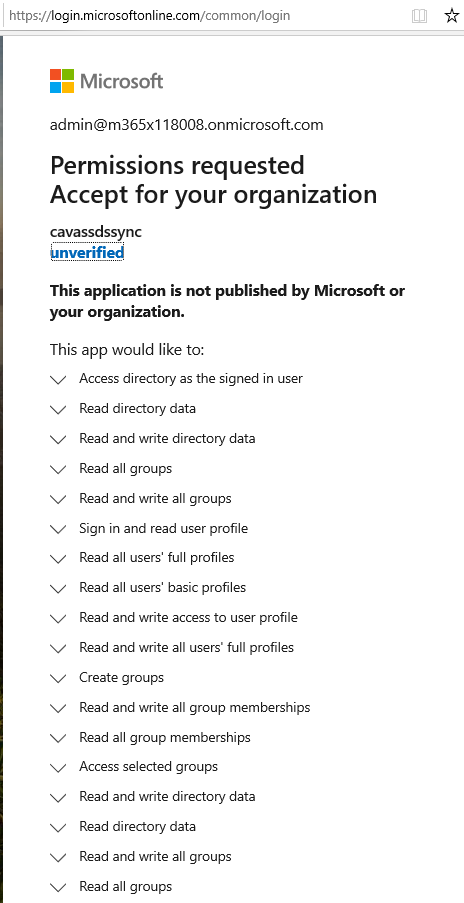 https://login.microsoftonline.com/common/login
Microsoft
admin@m365x118008.onmicrosoft.com
Permissions requested
Accept for your organization
cavassdssync
unverified
This application is not published by Microsoft or
your organization.
This app would like to:
Access directory as the signed in user
Read directory data
Read and write directory data
Read all groups
Read and write all groups
Sign in and read user profile
Read all users' full profiles
Read all users' basic profiles
Read and write access to user profile
Read and write all users' full profiles
Create groups
Read and write all group memberships
Read all group memberships
Access selected groups
Read and write directory data
Read directory data
Read and write all groups
Read all groups